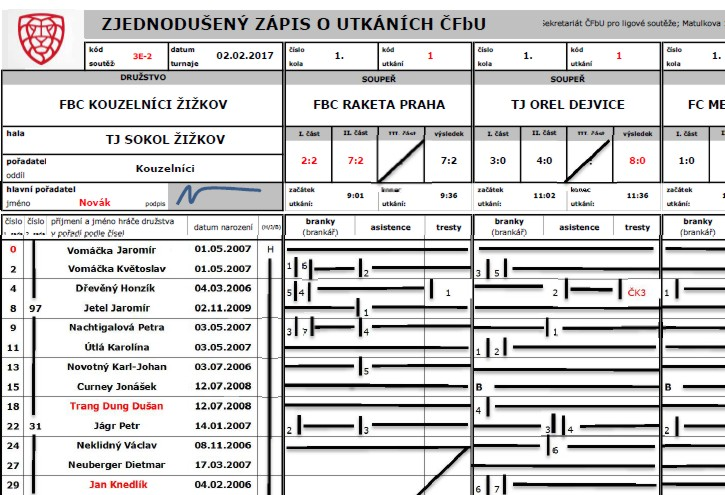 ZJEDNODUŠENÝ ZÁPIS O UTKÁNÍCH ČFbU
Sekretariát ČFbU pro ligové soutěže; Matulkova
kód soutěž 3E-2 datum turnaje 02.02.2017 číslo kola 1. kód utkání 1 číslo kola 1. kód utkání 1 číslo kola
DRUŽSTVO SOUPEŘ SOUPEŘ
FBC KOUZELNÍCI ŽIŽKOV FBC RAKETA PRAHA TJ OREL DEJVICE FC ME
hala TJ SOKOL ŽIŽKOV I. část II. část III. část výsledek I. část II. část III. část výsledek I. část
pořadatel oddíl Kouzelníci 2:2 7:2 7:2 3:0 4:0 8:0 1:0
hlavní pořadatel jméno Novák podpis začátek utkání: 9:01 konec utkání: 9:36 začátek utkání: 11:02 konec utkání: 11:36 začátek utkání:
číslo číslo příjmení a jméno hráče družstva v pořadí podle čísel datum narození (H/J/B) branky (brankář) asistence tresty branky (brankář) asistence tresty branky (brankář)
0 Vomáčka Jaromír 01.05.2007 H
2 Vomáčka Květoslav 01.05.2007 1 6 2 3 5
4 Dřevěný Honzík 04.03.2006 5 4 1 2 ČK3 1
8 97 Jetel Jaromír 02.11.2009 1
9 Nachtigalová Petra 03.05.2007 3 7 4 1
11 Útlá Karolína 03.05.2007 1 2
13 Novotný Karl-Johan 03.07.2006 5
15 Curney Jonášek 12.07.2008 B B
18 Trang Dung Dušan 12.07.2008 4
22 31 Jágr Petr 14.01.2007 2 3 3 4 2
24 Neklidný Václav 08.11.2006 6
27 Neuberger Dietmar 17.03.2007
29 Jan Knedlík 04.02.2006 6 7